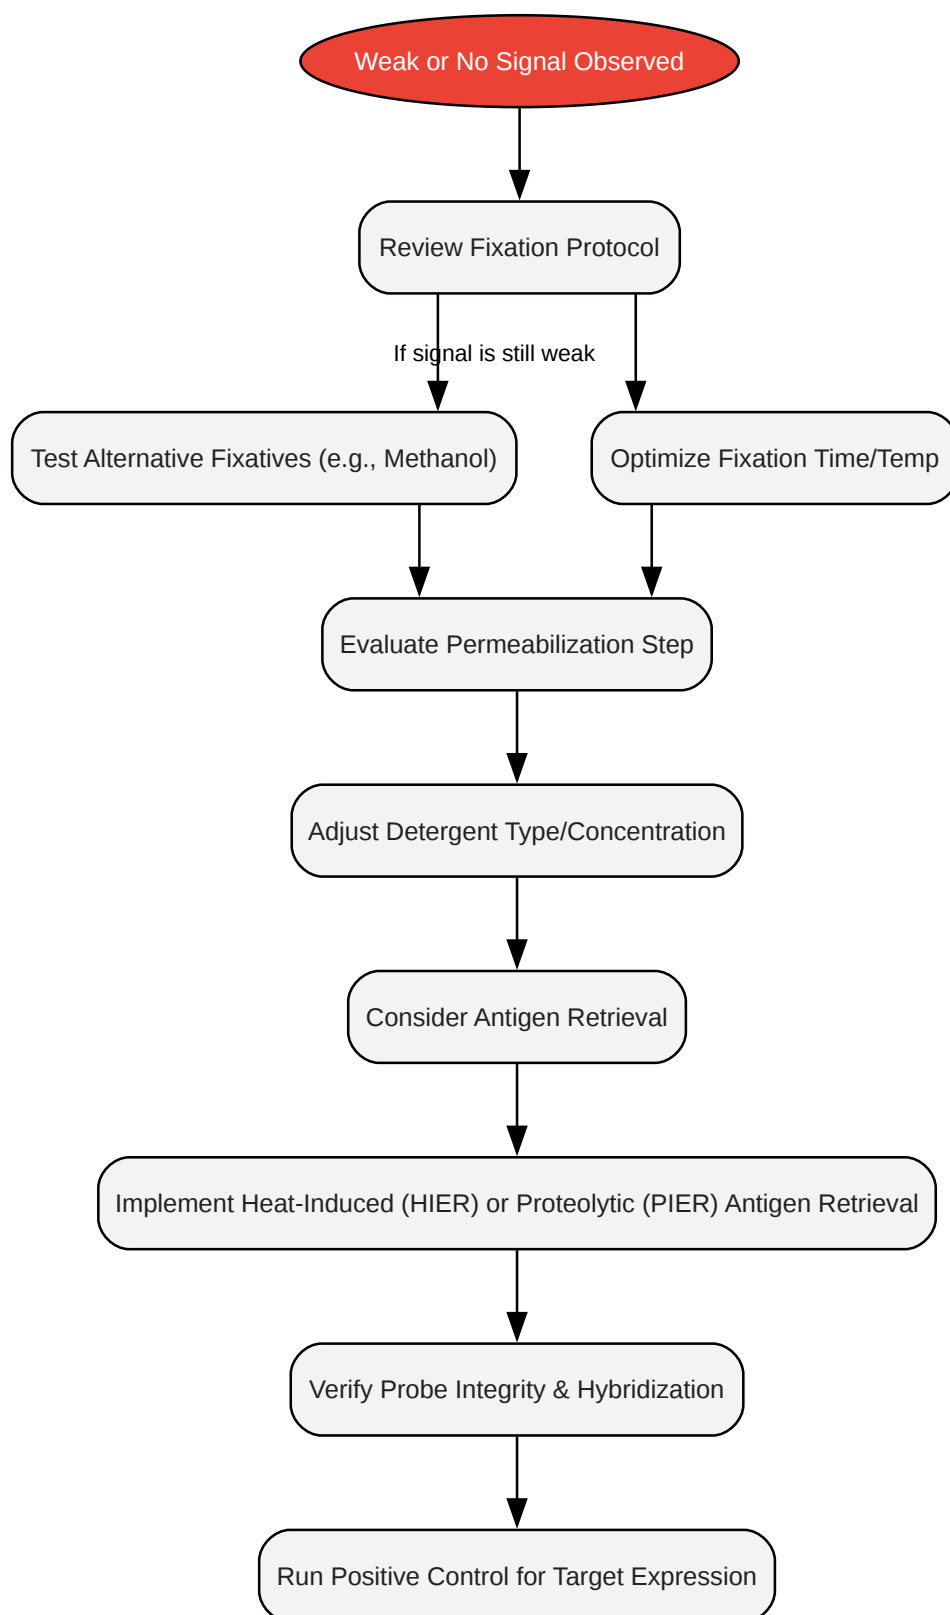 Weak or No Signal Observed
Review Fixation Protocol
If signal is still weak
Test Alternative Fixatives (e.g., Methanol)
Optimize Fixation Time/Temp
Evaluate Permeabilization Step
Adjust Detergent Type/Concentration
Consider Antigen Retrieval
Implement Heat-Induced (HIER) or Proteolytic (PIER) Antigen Retrieval
Verify Probe Integrity & Hybridization
Run Positive Control for Target Expression